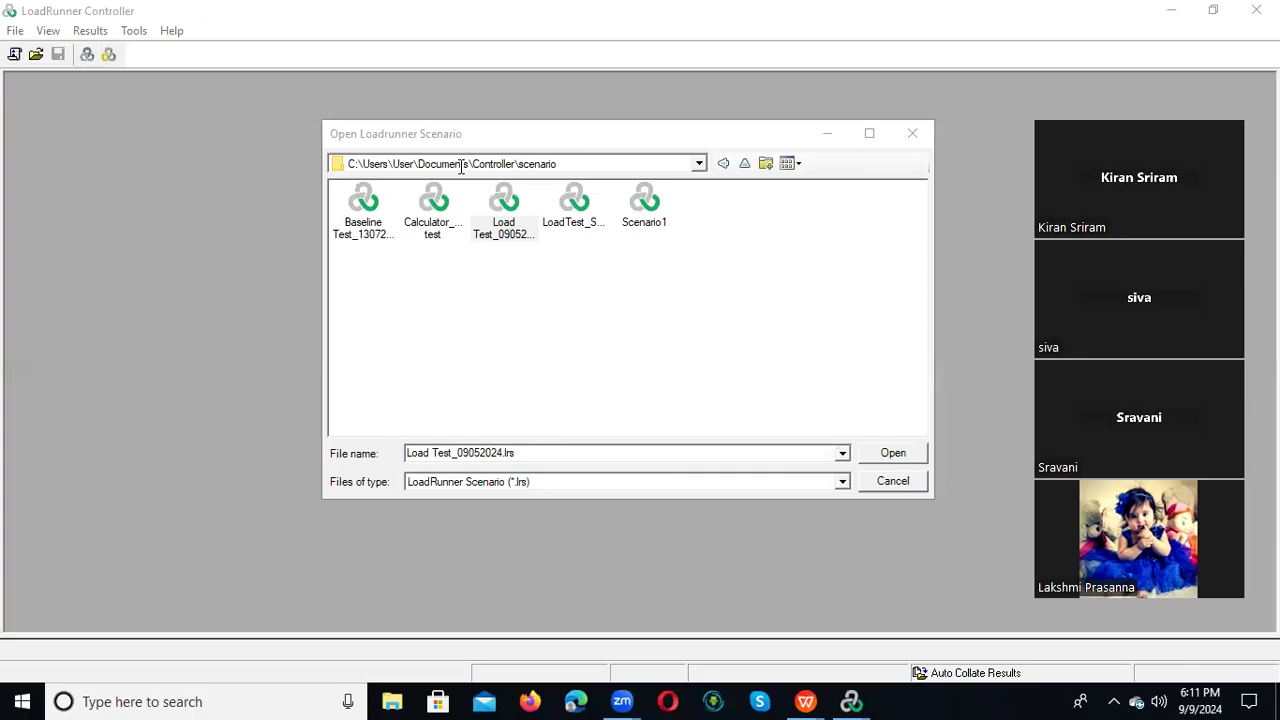 LoadRunner Controller
File View Results Tools Help
Open Loadrunner Scenario
C:\Users\User\Documents\Controller\scenario
Baseline
Test_13072...
Calculator_...
test
Load
Test_09052...
LoadTest_S...
Scenario1
File name: Load Test_09052024.lrs Open
Files of type: LoadRunner Scenario (*.lrs) Cancel
Kiran Sriram
Kiran Sriram
siva
siva
Sravani
Sravani
Lakshmi Prasanna
Auto Collate Results
Type here to search
zm
S
W
6:11 PM
9/9/2024